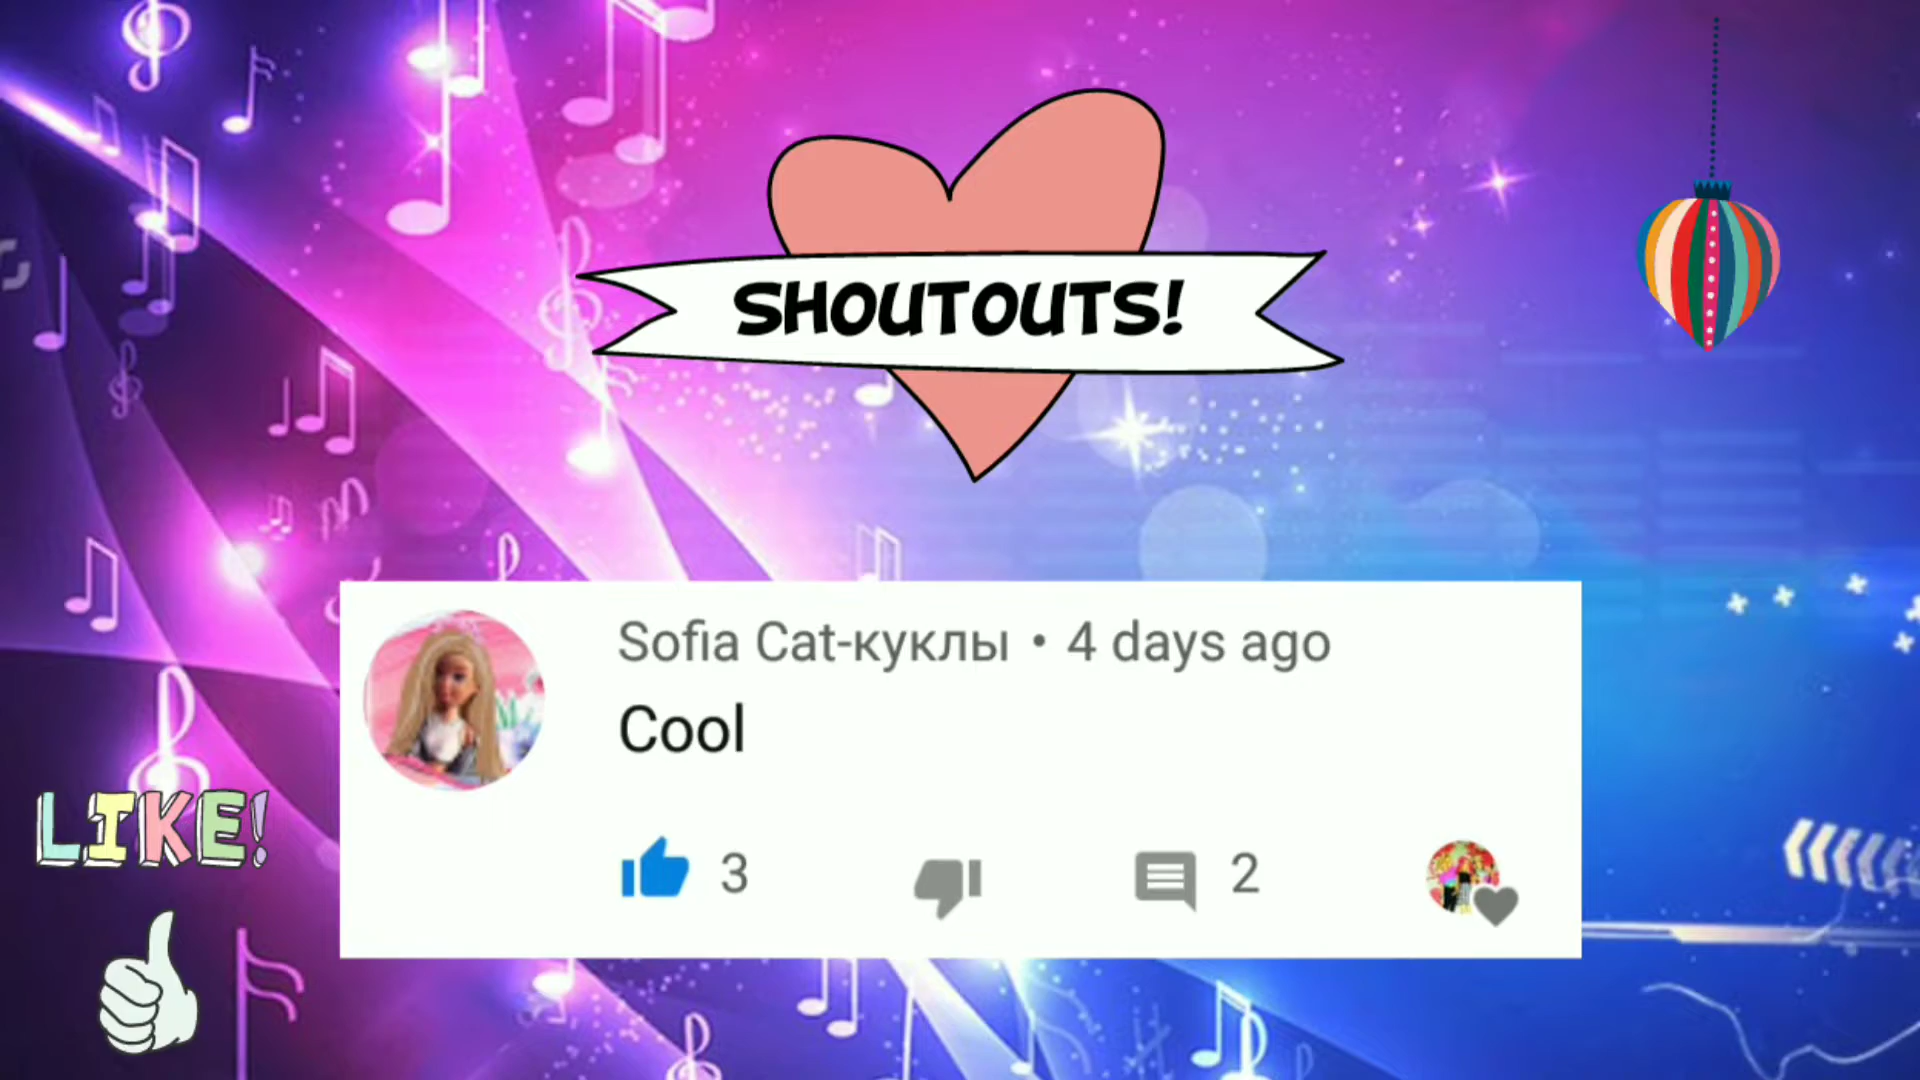 SHOUTOUTS!
Sofia Cat-куклы • 4 days ago
Cool
3
2
LIKE!